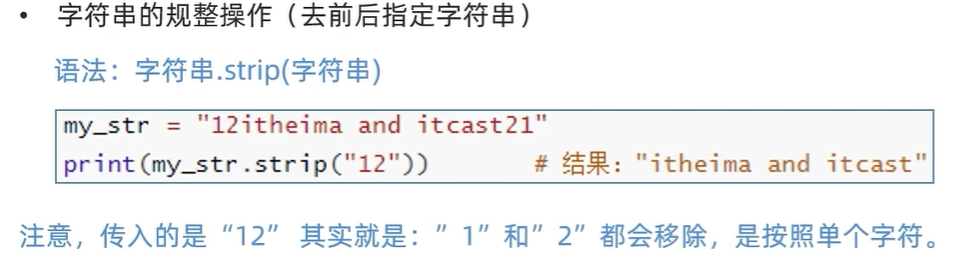 • 字符串的规整操作（去前后指定字符串）
语法：字符串.strip(字符串)
my_str = "12itheima and itcast21"
print(my_str.strip("12")) # 结果："itheima and itcast"
注意，传入的是“12” 其实就是：”1”和”2”都会移除，是按照单个字符。